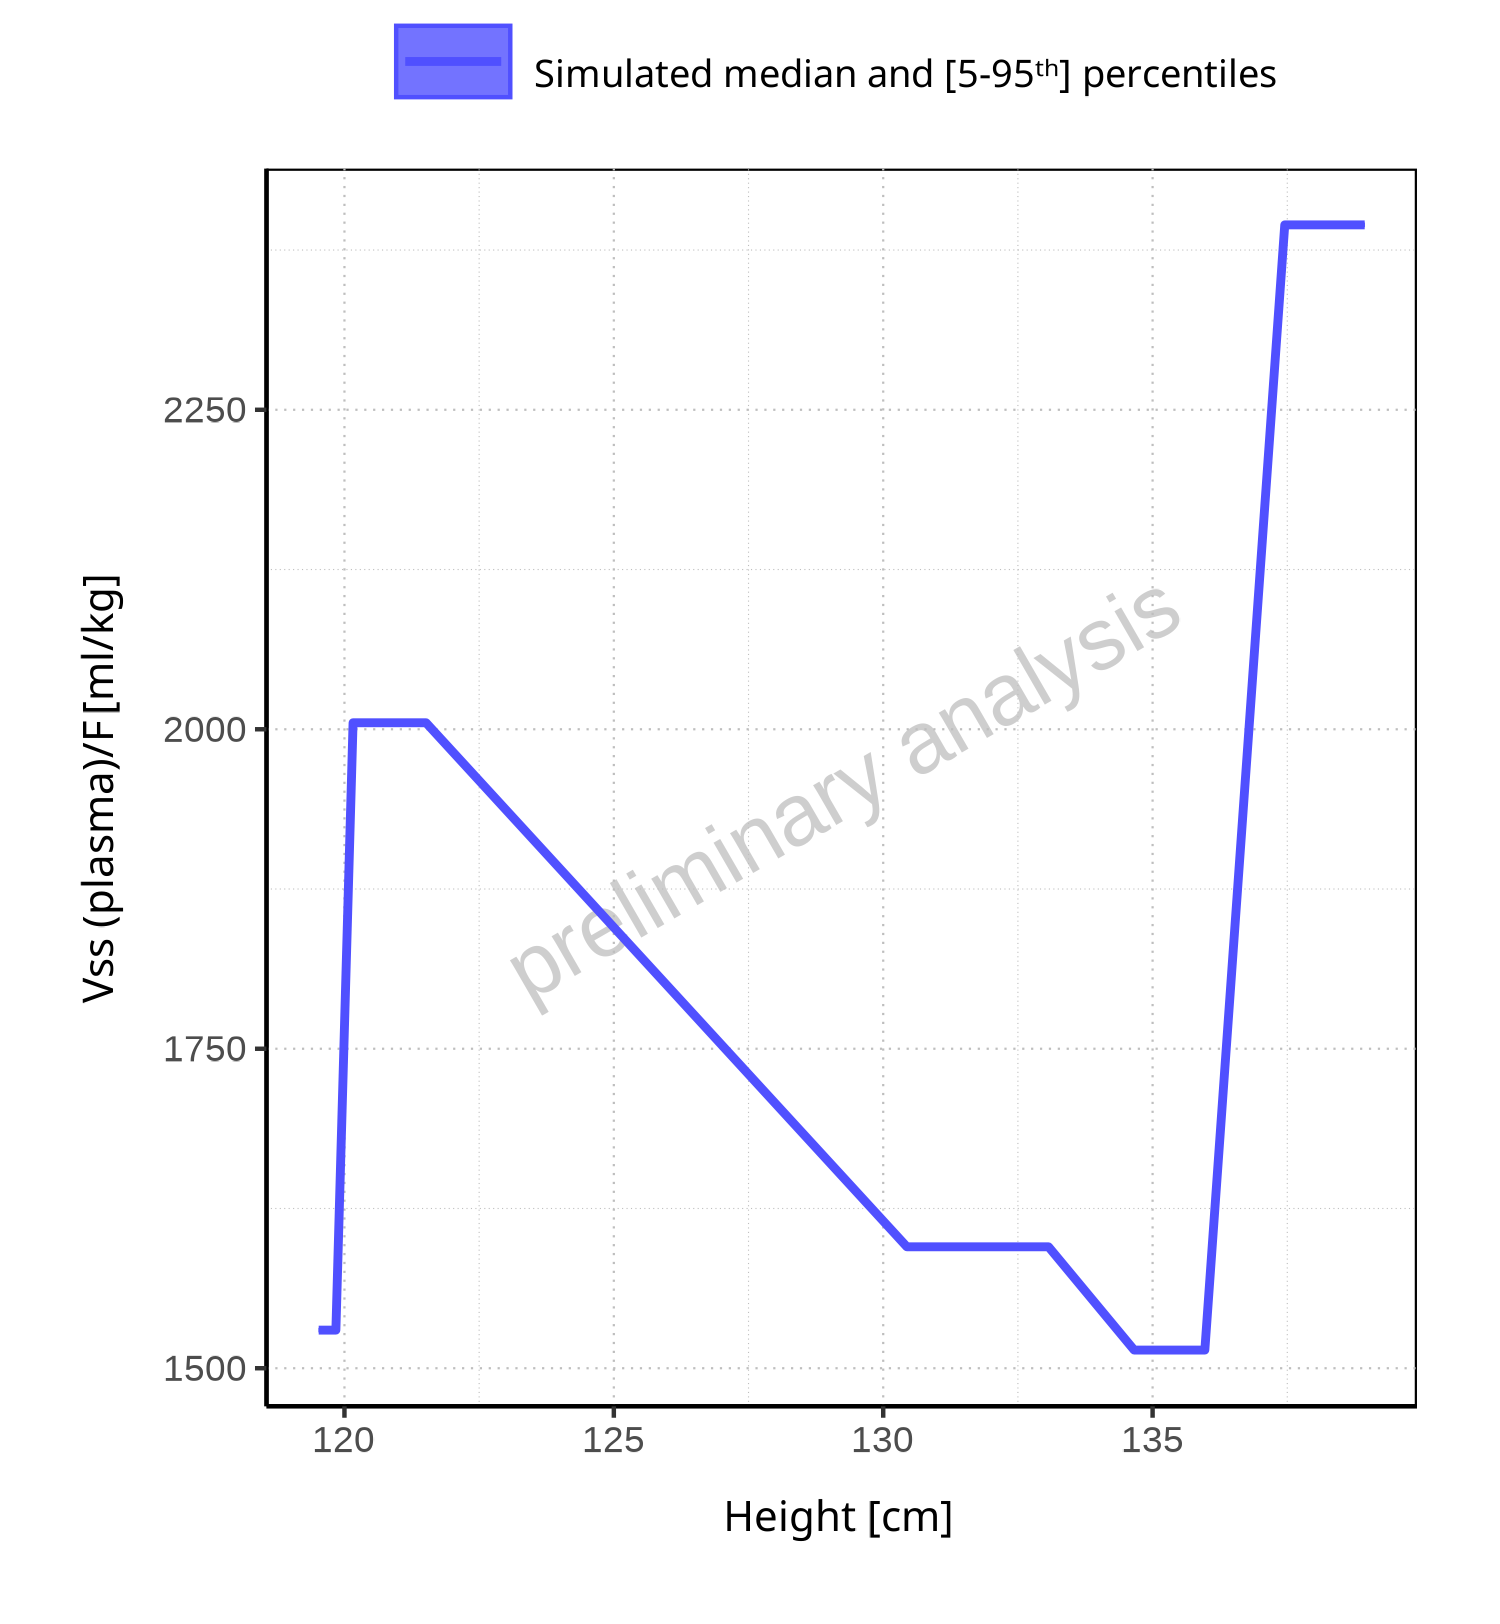 Simulated median and [5-95ᵗʰ] percentiles
Vss (plasma)/F [ml/kg]
2250
2000
1750
1500
preliminary analysis
120 125 130 135
Height [cm]